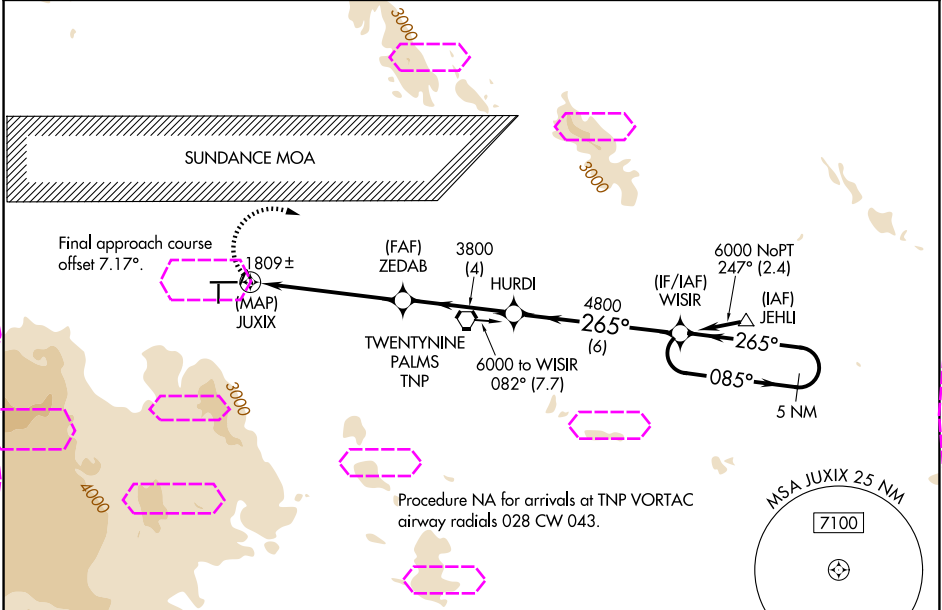 3000
SUNDANCE MOA
3000
Final approach course
offset 7.17°.
1809±
(MAP)
JUXIX
(FAF)
ZEDAB
3800
(4)
HURDI
4800
265°
(6)
(IF/IAF)
WISIR
6000 NoPT
247° (2.4)
(IAF)
JEHLI
265°
085°
5 NM
TWENTYNINE
PALMS
TNP
6000 to WISIR
082° (7.7)
3000
4000
Procedure NA for arrivals at TNP VORTAC
airway radials 028 CW 043.
MSA JUXIX 25 NM
7100